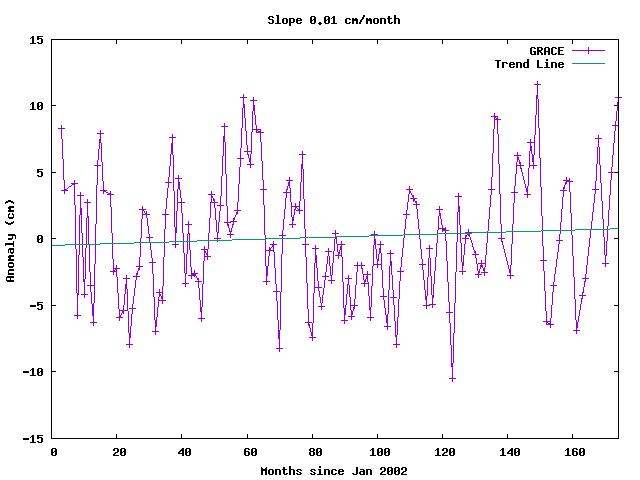 Slope 0.01 cm/month
GRACE
Trend Line
15
10
5
0
-5
-10
-15
Anomaly (cm)
0 20 40 60 80 100 120 140 160
Months since Jan 2002